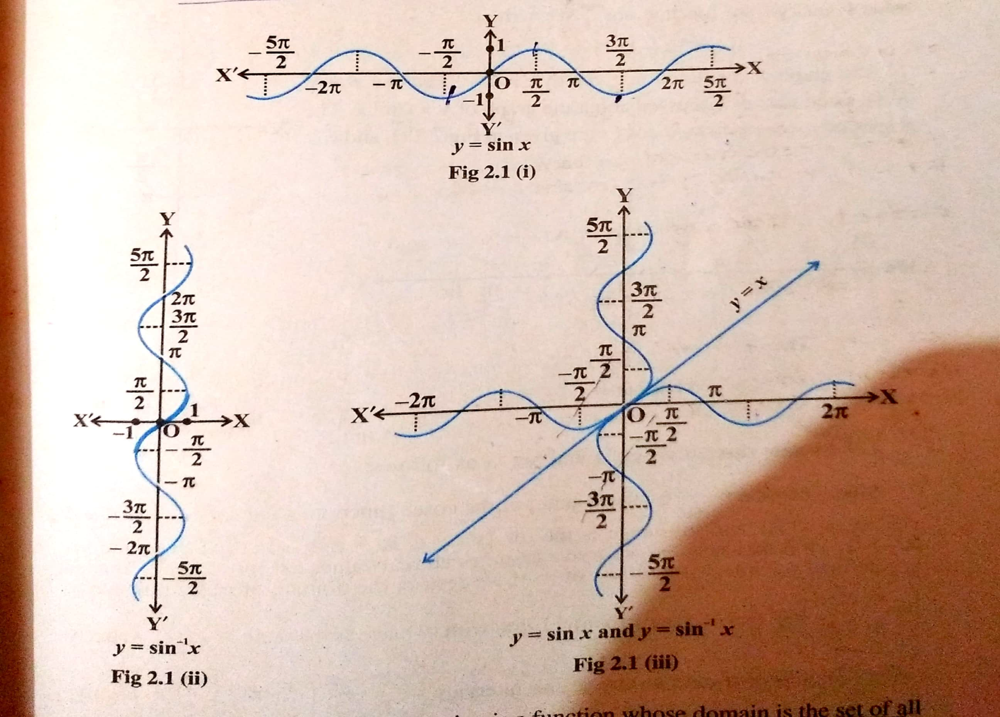 Y
−5π/2 −π/2 1 3π/2
X′ −2π −π O π/2 π 2π 5π/2 X
−1
Y′
y = sin x
Fig 2.1 (i)
Y
5π/2
2π
3π/2
π
π/2
X′ −1 O 1 X
−π/2
−π
−3π/2
−2π
−5π/2
Y′
y = sin⁻¹x
Fig 2.1 (ii)
Y
5π/2
y = x
3π/2
π
π/2
−π/2
X′ −2π −π O π/2 π 2π X
−π/2
−π
−3π/2
−5π/2
Y′
y = sin x and y = sin⁻¹ x
Fig 2.1 (iii)
function whose domain is the set of all